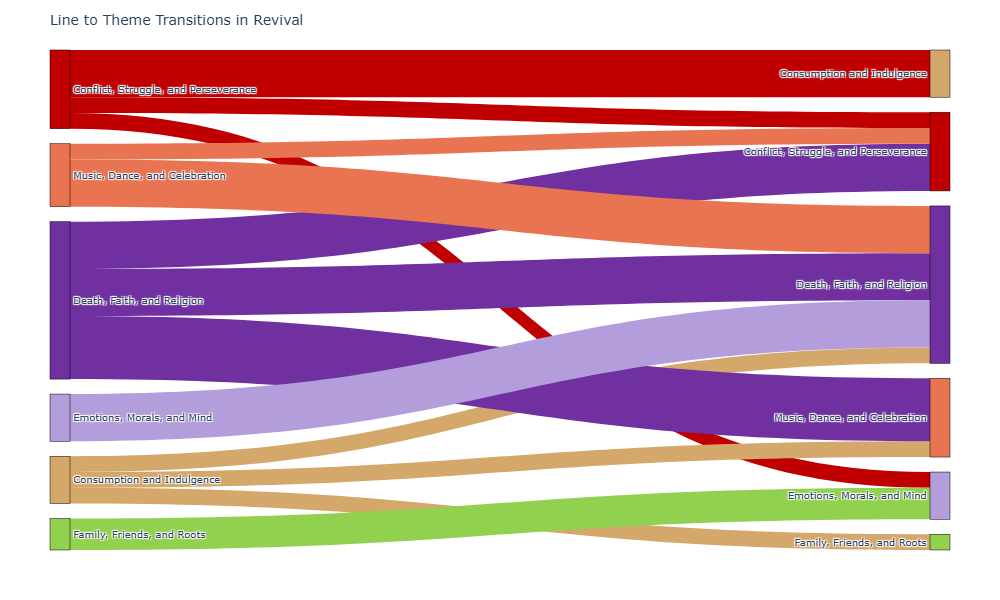 Line to Theme Transitions in Revival
Conflict, Struggle, and Perseverance
Music, Dance, and Celebration
Death, Faith, and Religion
Emotions, Morals, and Mind
Consumption and Indulgence
Family, Friends, and Roots
Consumption and Indulgence
Conflict, Struggle, and Perseverance
Death, Faith, and Religion
Music, Dance, and Celebration
Emotions, Morals, and Mind
Family, Friends, and Roots